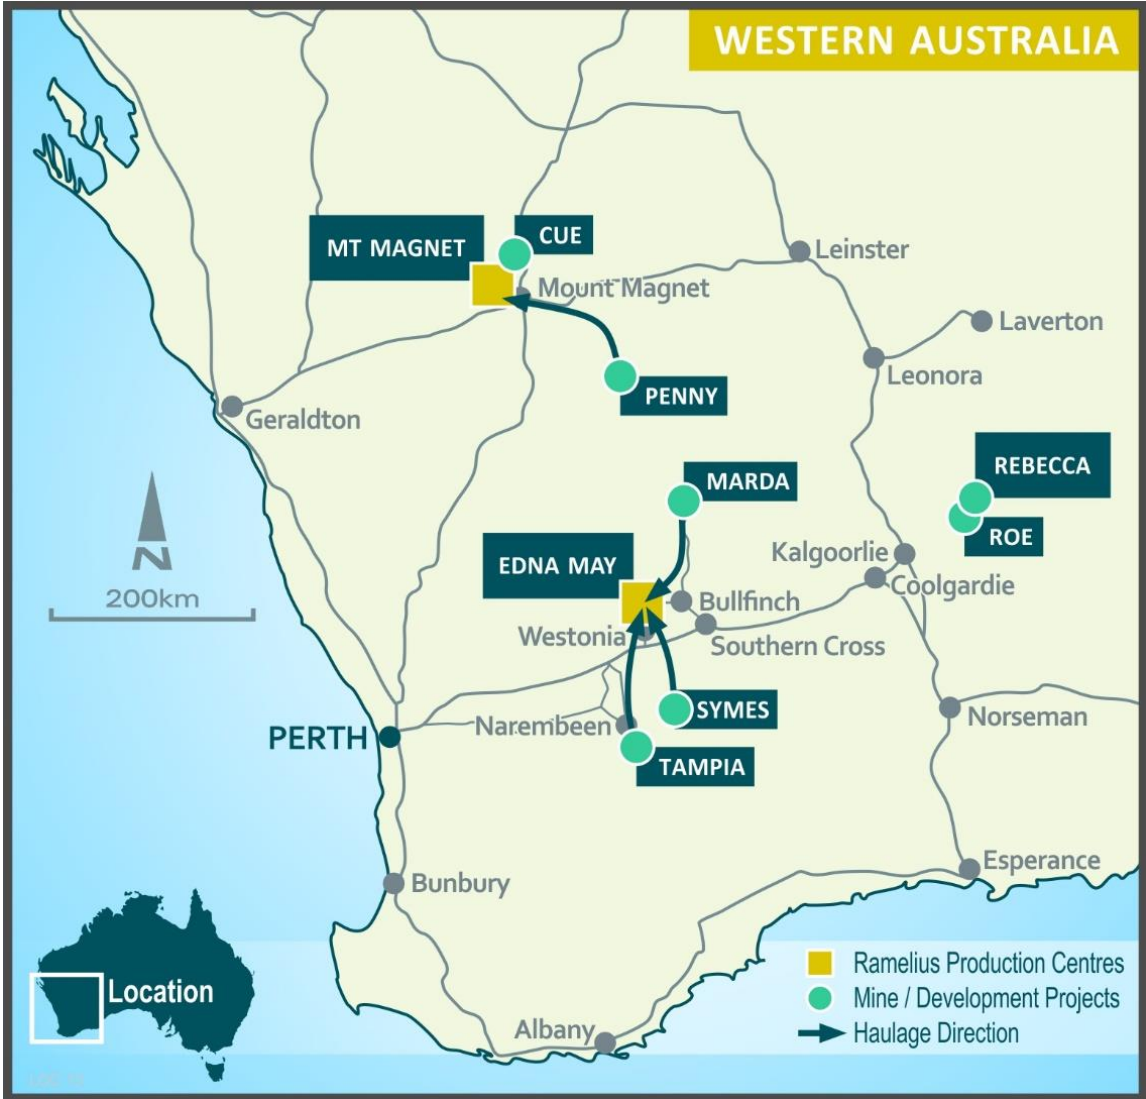 WESTERN AUSTRALIA
CUE
MT MAGNET
Leinster
Mount Magnet
Laverton
Leonora
PENNY
Geraldton
REBECCA
MARDA
ROE
Kalgoorlie
EDNA MAY
Coolgardie
Bullfinch
Westonia
Southern Cross
N
200km
SYMES
Norseman
Narembeen
PERTH
TAMPIA
Esperance
Bunbury
Ramelius Production Centres
Location
Mine / Development Projects
Albany
Haulage Direction